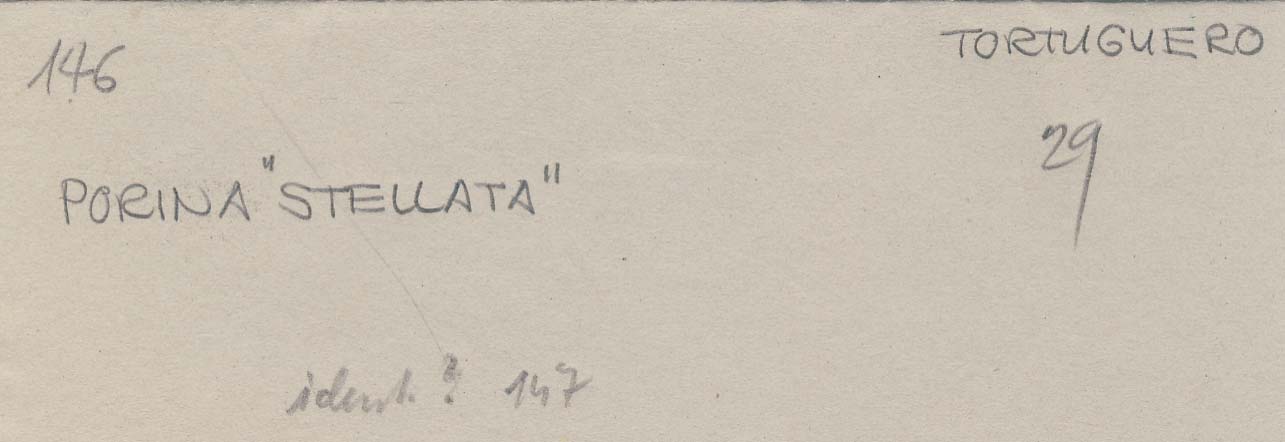 146
TORTUGUERO
29
PORINA "STELLATA"
ident. ? 147